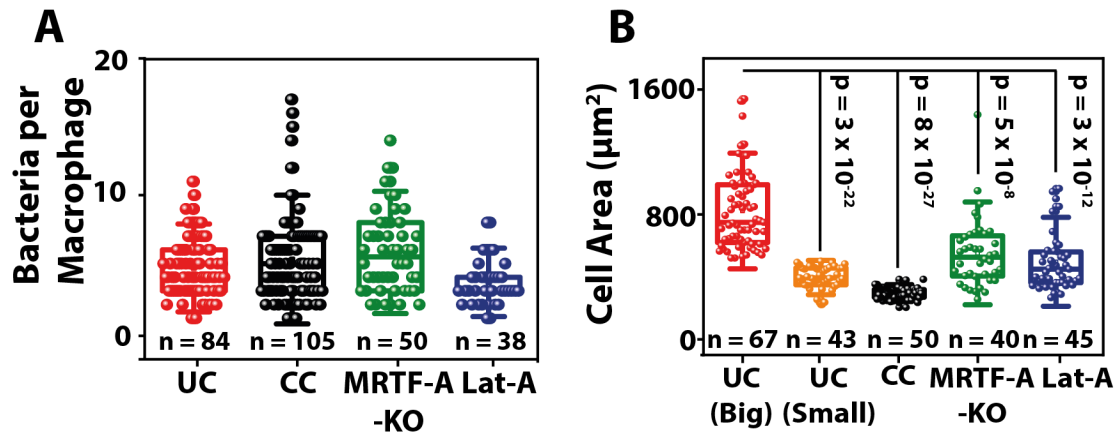 A
Bacteria per
Macrophage
20
10
0
n = 84
n = 105
n = 50
n = 38
UC
CC
MRTF-A
-KO
Lat-A
B
Cell Area (μm²)
1600
800
0
p = 3 x 10⁻²²
p = 8 x 10⁻²⁷
p = 5 x 10⁻⁸
p = 3 x 10⁻¹²
n = 67
n = 43
n = 50
n = 40
n = 45
UC
(Big)
UC
(Small)
CC
MRTF-A
-KO
Lat-A